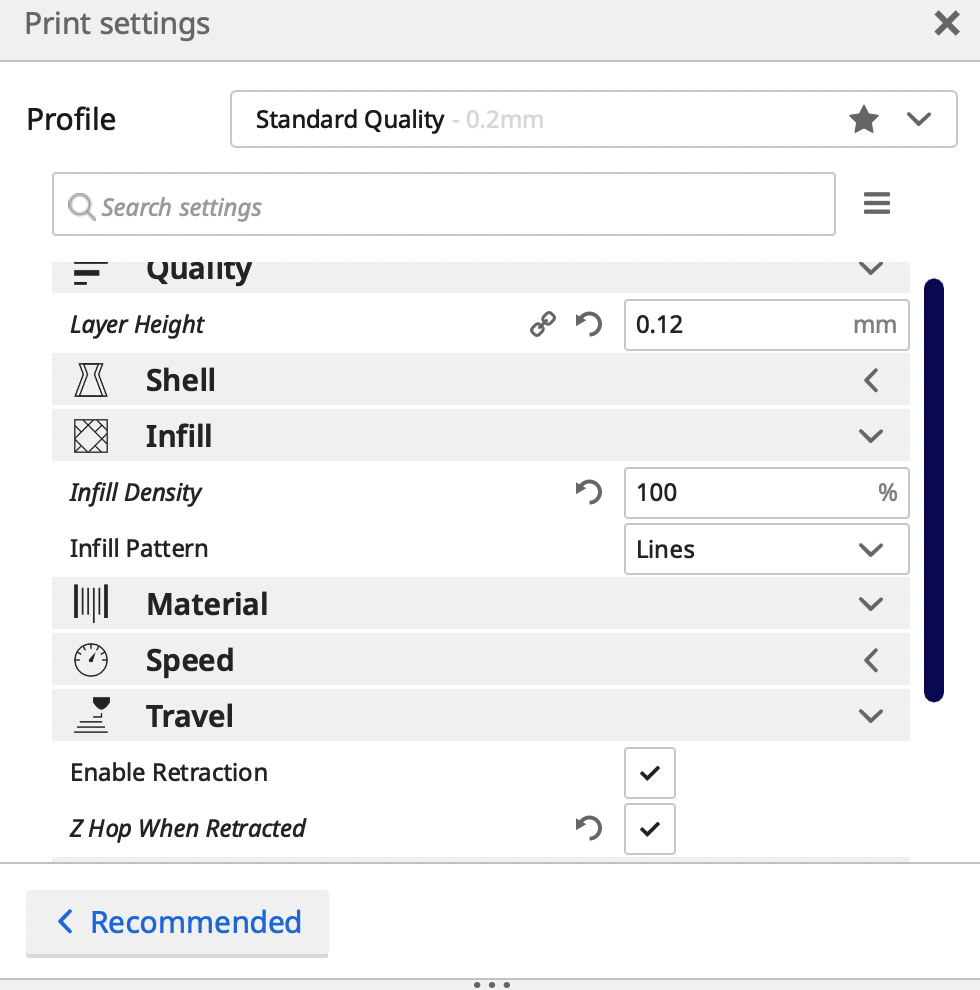 Print settings
Profile
Standard Quality - 0.2mm
Search settings
Quality
Layer Height 0.12 mm
Shell
Infill
Infill Density 100 %
Infill Pattern Lines
Material
Speed
Travel
Enable Retraction
Z Hop When Retracted
Recommended